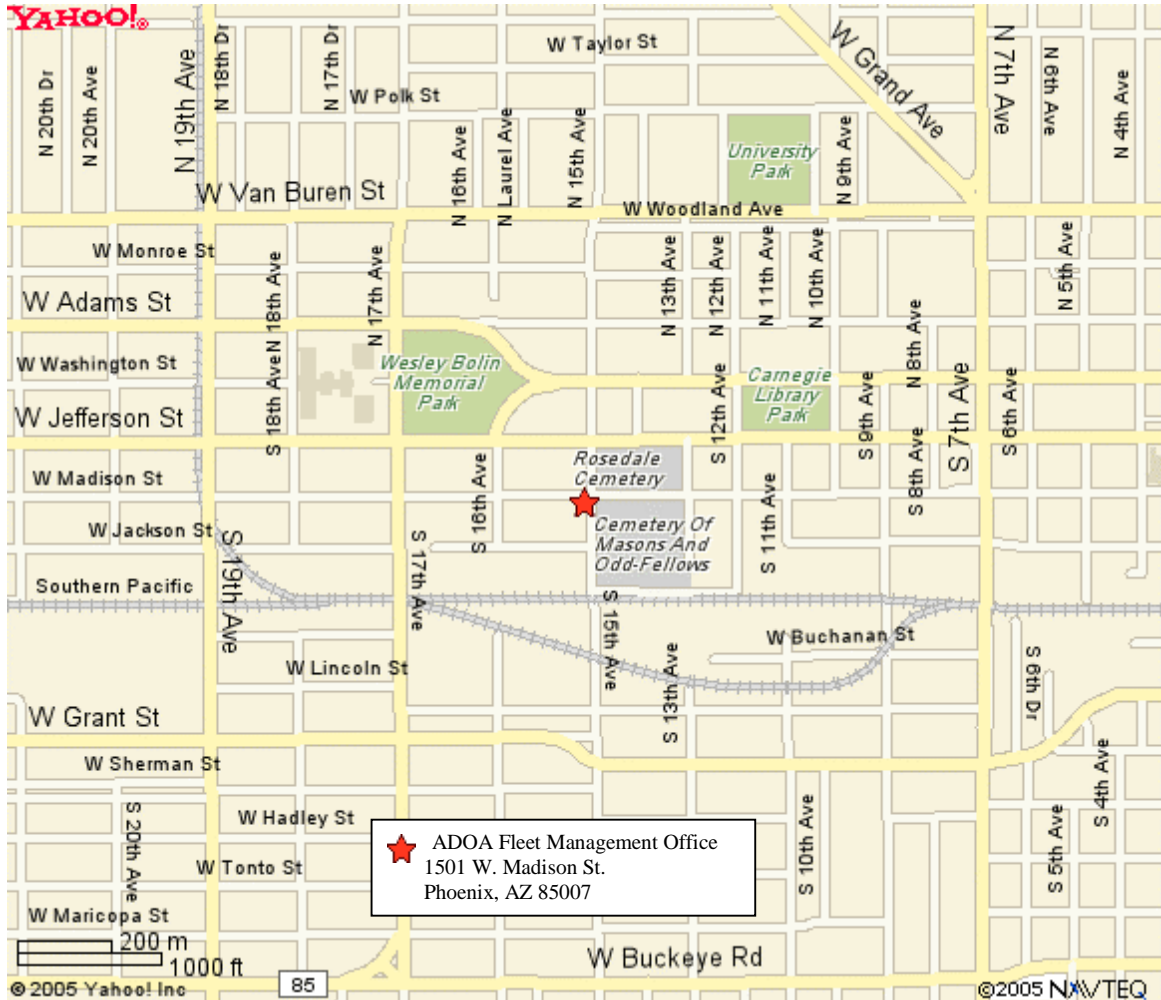 YAHOO!®
W Taylor St
W Grand Ave
N 7th Ave
N 6th Ave
N 4th Ave
N 20th Dr
N 20th Ave
N 19th Ave
N 18th Dr
N 17th Dr
W Polk St
N 16th Ave
N Laurel Ave
N 15th Ave
University
Park
N 9th Ave
W Van Buren St
W Woodland Ave
W Monroe St
N 18th Ave
N 17th Ave
N 13th Ave
N 12th Ave
N 11th Ave
N 10th Ave
N 5th Ave
W Adams St
W Washington St
Wesley Bolin
Memorial
Park
Carnegie
Library
Park
N 8th Ave
S 18th Ave
S 12th Ave
S 9th Ave
S 7th Ave
S 6th Ave
W Jefferson St
W Madison St
S 16th Ave
Rosedale
Cemetery
S 11th Ave
S 8th Ave
W Jackson St
Cemetery Of
Masons And
Odd-Fellows
Southern Pacific
S 19th Ave
S 17th Ave
S 15th Ave
W Buchanan St
W Lincoln St
S 13th Ave
S 6th Dr
W Grant St
W Sherman St
S 20th Ave
W Hadley St
S 10th Ave
S 5th Ave
S 4th Ave
ADOA Fleet Management Office
1501 W. Madison St.
Phoenix, AZ 85007
W Tonto St
W Maricopa St
200 m
1000 ft
W Buckeye Rd
85
© 2005 Yahoo! Inc
©2005 NAVTEQ